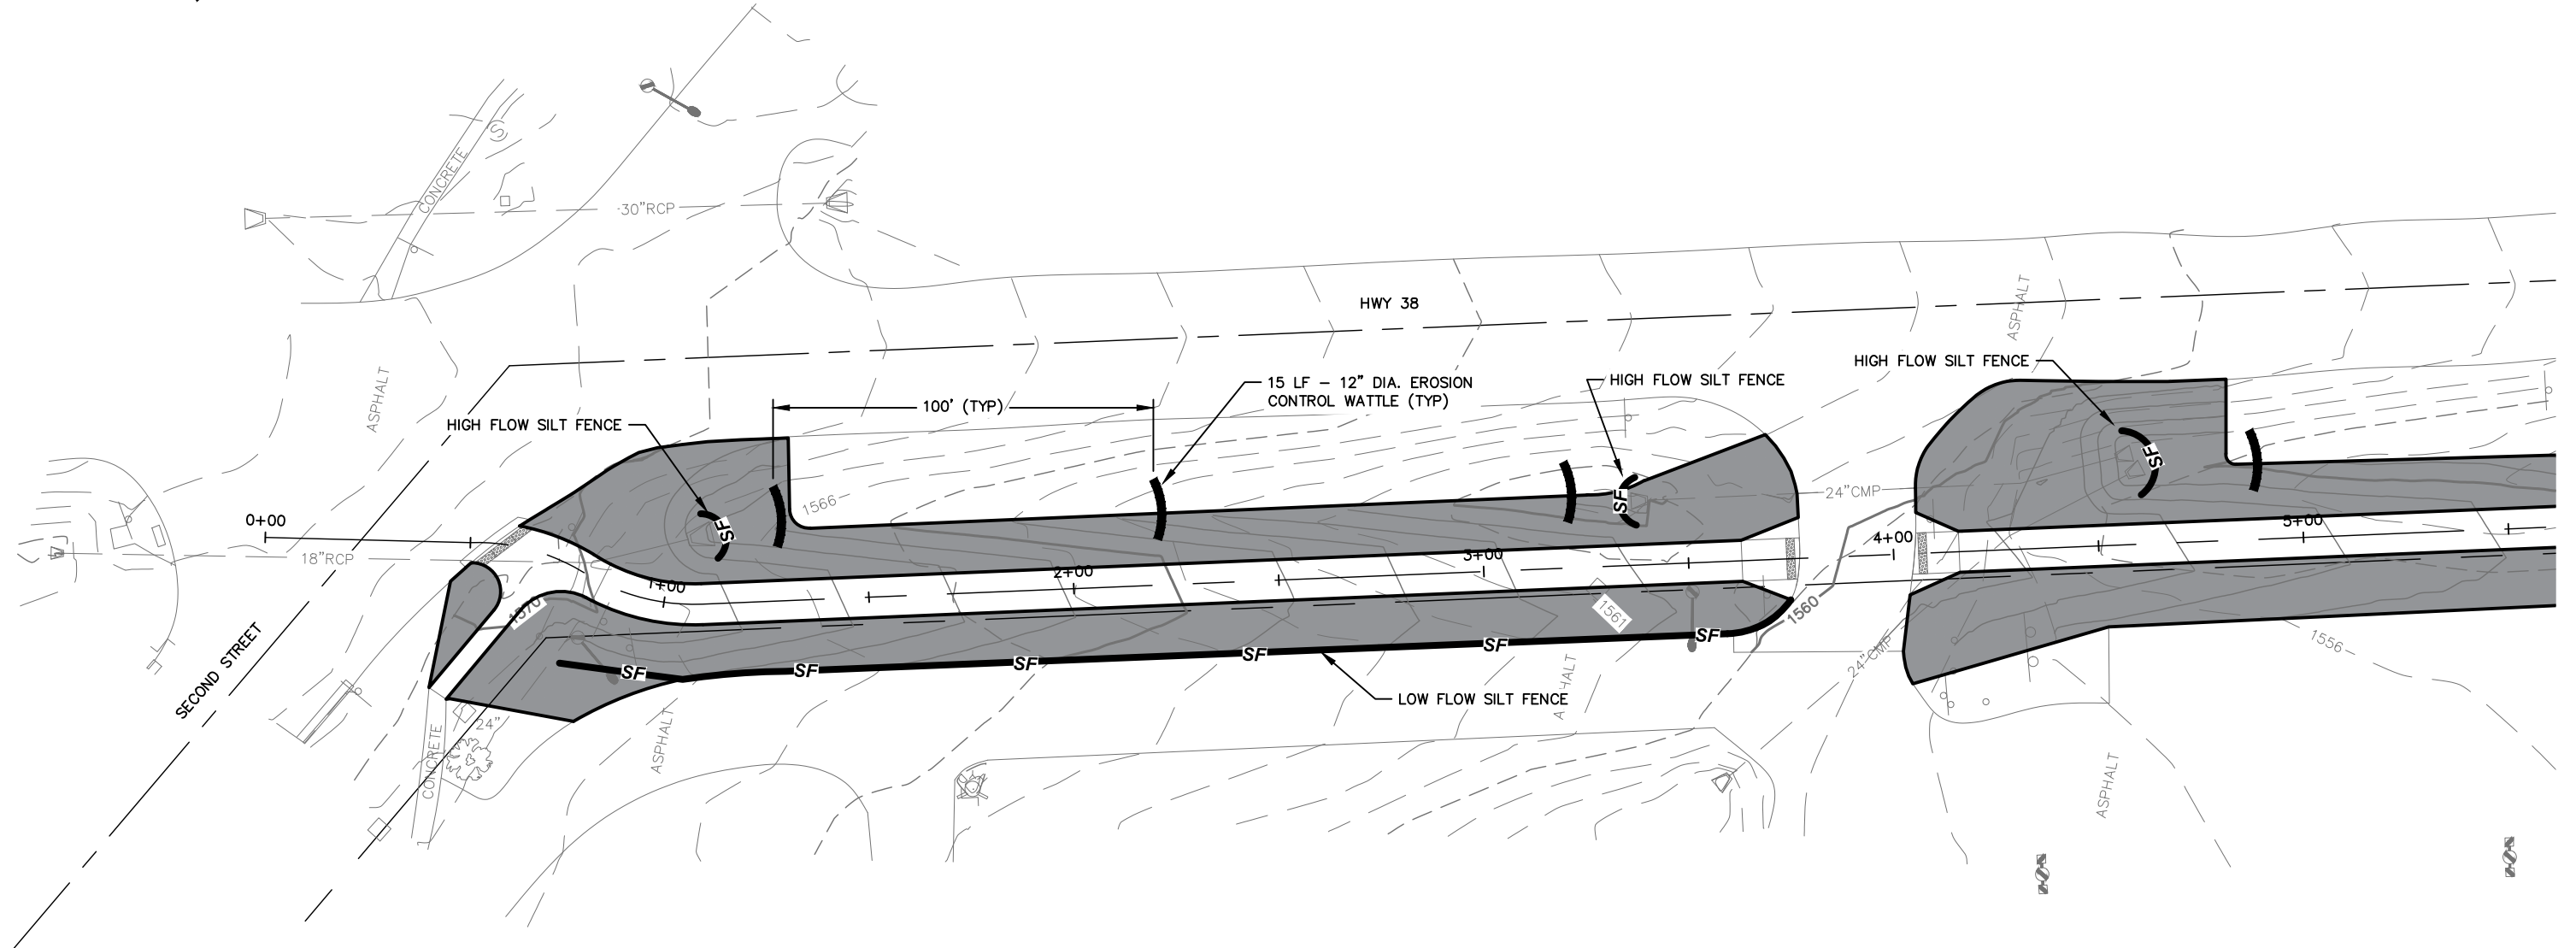 CONCRETE
S
30"RCP
HWY 38
ASPHALT
ASPHALT
HIGH FLOW SILT FENCE
HIGH FLOW SILT FENCE
15 LF – 12" DIA. EROSION
CONTROL WATTLE (TYP)
100' (TYP)
HIGH FLOW SILT FENCE
SF
SF
SF
1566
24"CMP
0+00
18"RCP
1+00
2+00
3+00
4+00
5+00
1570
1561
1560
24"CMP
1556
SF
SF
SF
SF
SF
SF
LOW FLOW SILT FENCE
SECOND STREET
24"
CONCRETE
ASPHALT
ASPHALT
ASPHALT